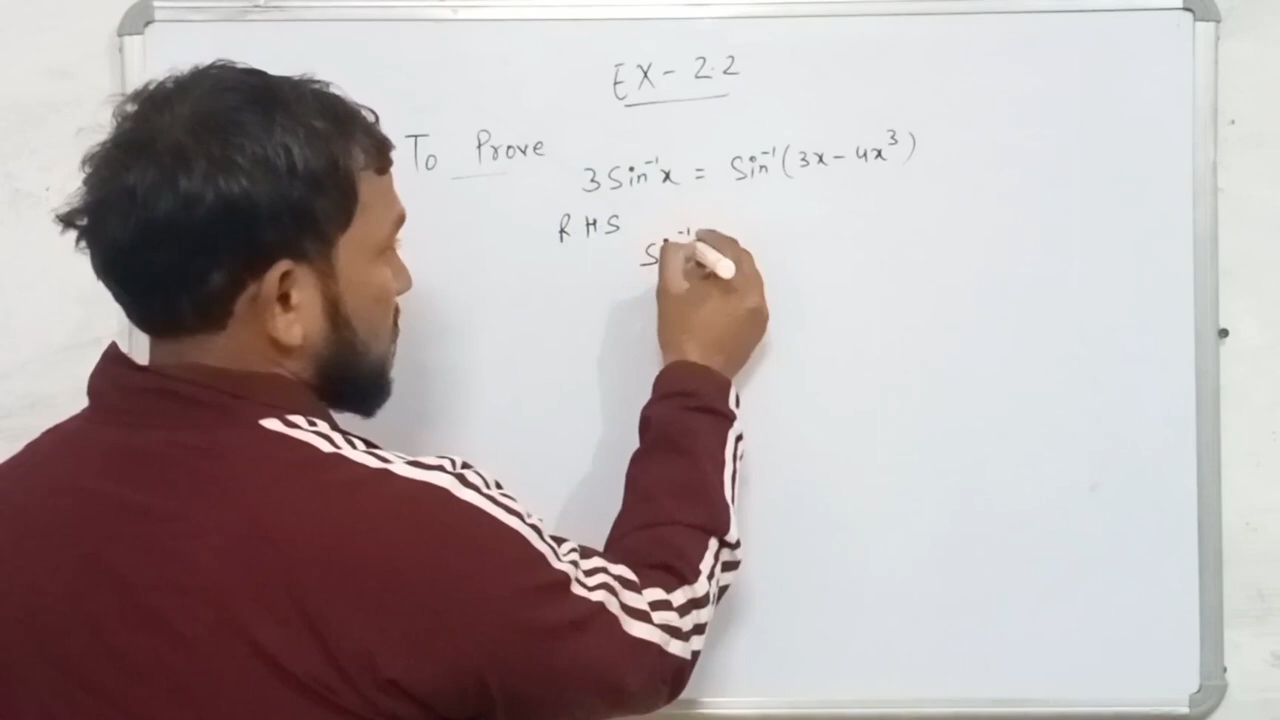 EX - 2.2
To Prove
3 Sin⁻¹x = Sin⁻¹(3x - 4x³)
RHS